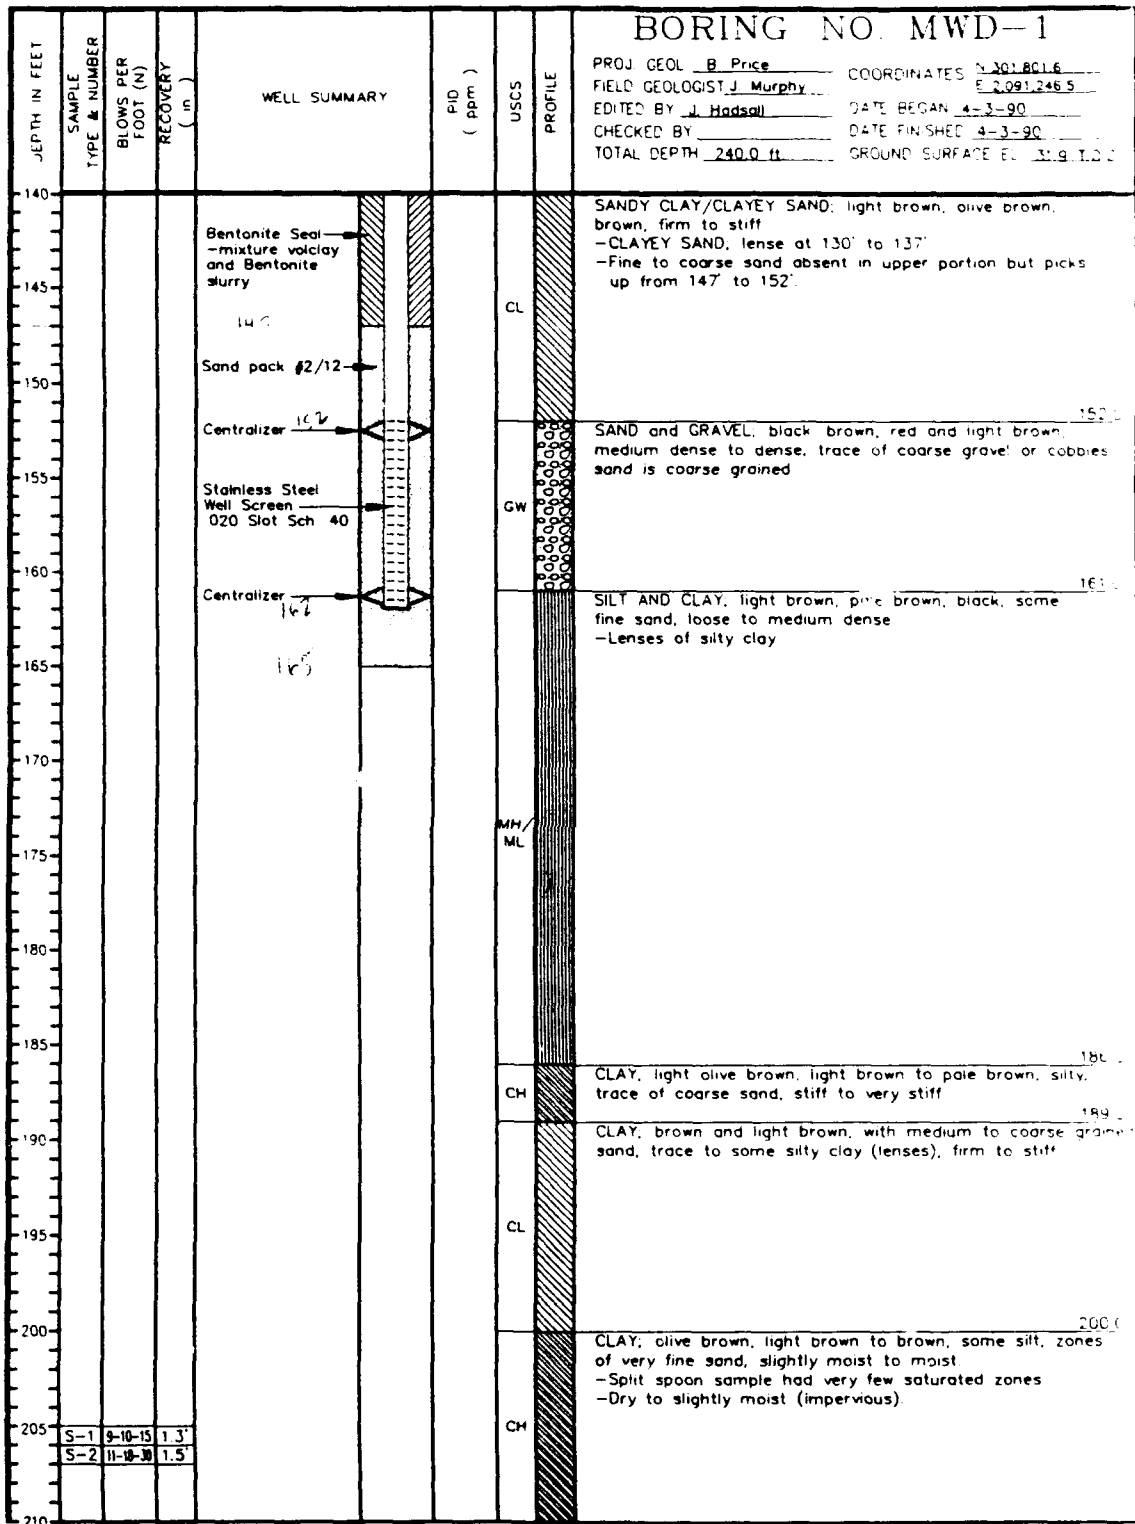 BORING NO. MWD-1
PROJ. GEOL B Price
FIELD GEOLOGIST J. Murphy
EDITED BY J. Hadsall
CHECKED BY
TOTAL DEPTH 240.0 ft
COORDINATES N 301,801.6
E 2,091,246.5
DATE BEGAN 4-3-90
DATE FINISHED 4-3-90
GROUND SURFACE EL.
DEPTH IN FEET
SAMPLE TYPE & NUMBER
BLOWS PER FOOT (N)
RECOVERY ( in )
WELL SUMMARY
PID ( ppm )
USCS
PROFILE
140
145
150
155
160
165
170
175
180
185
190
195
200
205
210
Bentonite Seal
-mixture volclay
and Bentonite
slurry
Sand pack #2/12
Centralizer 152
Stainless Steel
Well Screen
020 Slot Sch 40
Centralizer
162
165
CL
GW
MH/
ML
CH
CL
CH
SANDY CLAY/CLAYEY SAND; light brown, olive brown,
brown, firm to stiff
-CLAYEY SAND, lense at 130' to 137'
-Fine to coarse sand absent in upper portion but picks
up from 147' to 152'.
SAND and GRAVEL; black brown, red and light brown,
medium dense to dense, trace of coarse gravel or cobbles
sand is coarse grained
SILT AND CLAY, light brown, pale brown, black, some
fine sand, loose to medium dense
-Lenses of silty clay
CLAY, light olive brown, light brown to pale brown, silty,
trace of coarse sand, stiff to very stiff
189
CLAY; brown and light brown, with medium to coarse grained
sand, trace to some silty clay (lenses), firm to stiff
CLAY; olive brown, light brown to brown, some silt, zones
of very fine sand, slightly moist to moist
-Split spoon sample had very few saturated zones
-Dry to slightly moist (impervious).
S-1 9-10-15 1.3'
S-2 11-18-30 1.5'